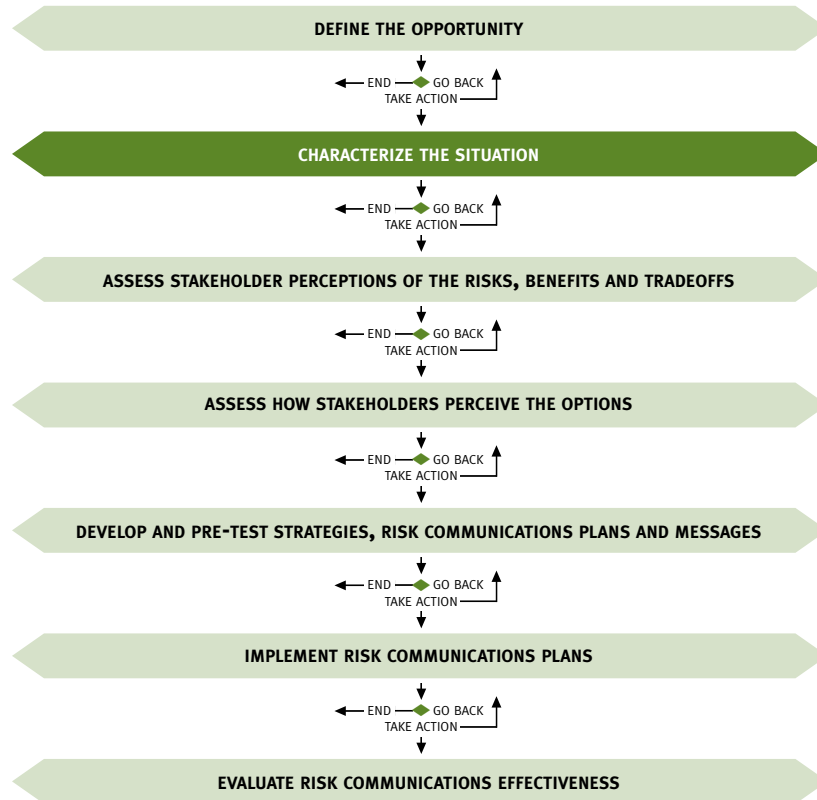 DEFINE THE OPPORTUNITY
END GO BACK
TAKE ACTION
CHARACTERIZE THE SITUATION
END GO BACK
TAKE ACTION
ASSESS STAKEHOLDER PERCEPTIONS OF THE RISKS, BENEFITS AND TRADEOFFS
END GO BACK
TAKE ACTION
ASSESS HOW STAKEHOLDERS PERCEIVE THE OPTIONS
END GO BACK
TAKE ACTION
DEVELOP AND PRE-TEST STRATEGIES, RISK COMMUNICATIONS PLANS AND MESSAGES
END GO BACK
TAKE ACTION
IMPLEMENT RISK COMMUNICATIONS PLANS
END GO BACK
TAKE ACTION
EVALUATE RISK COMMUNICATIONS EFFECTIVENESS